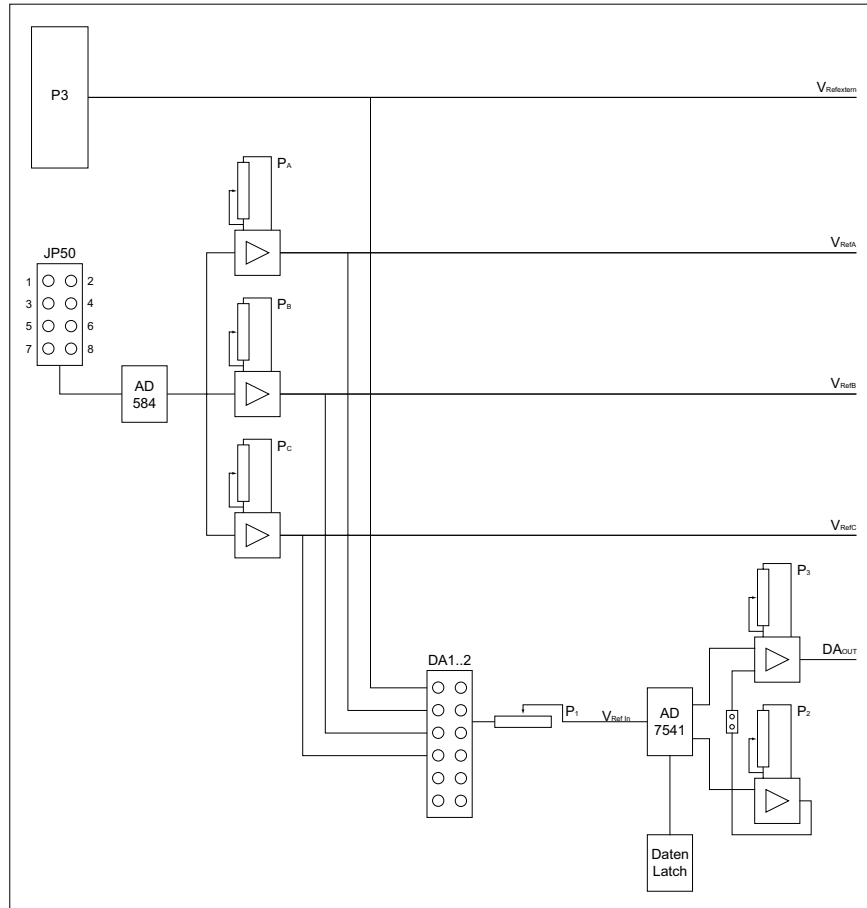 P3
VRefextern
PA
VRefA
JP50
1 2
3 4
5 6
7 8
PB
AD
584
VRefB
PC
VRefC
P3
DA1..2
DAOUT
P1
VRef In
AD
7541
P2
Daten
Latch